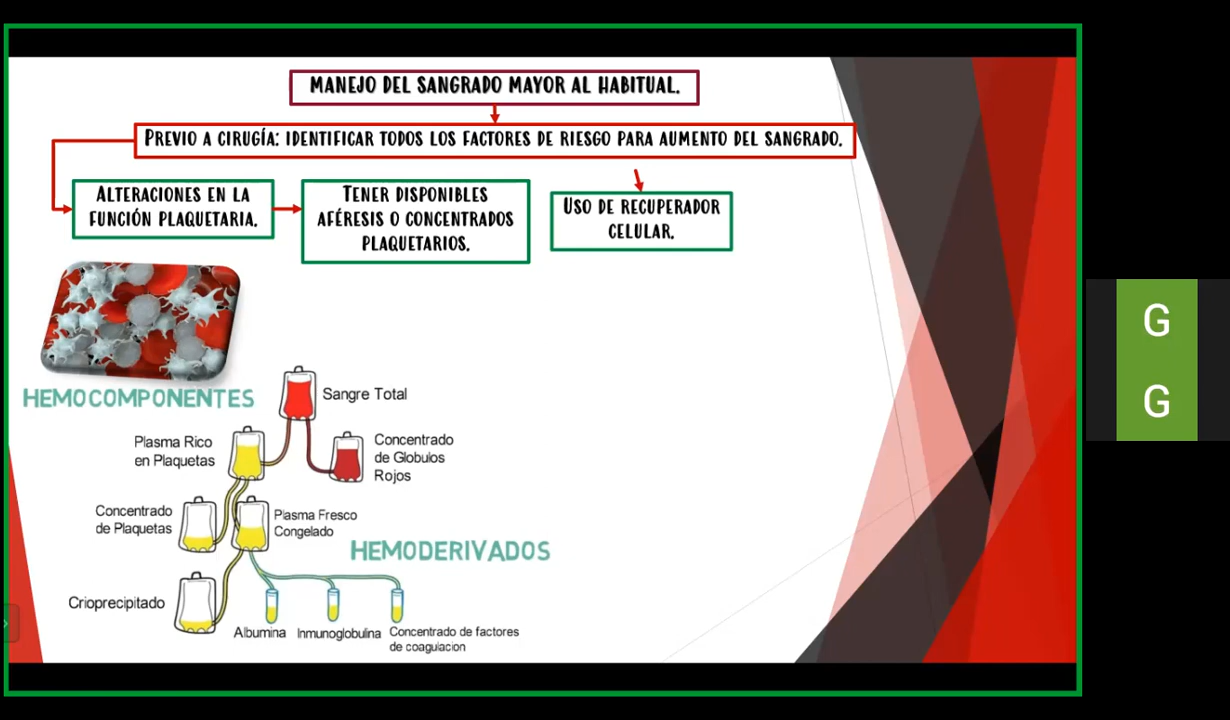 MANEJO DEL SANGRADO MAYOR AL HABITUAL.
PREVIO A CIRUGÍA: IDENTIFICAR TODOS LOS FACTORES DE RIESGO PARA AUMENTO DEL SANGRADO.
ALTERACIONES EN LA
FUNCIÓN PLAQUETARIA.
TENER DISPONIBLES
AFÉRESIS O CONCENTRADOS
PLAQUETARIOS.
USO DE RECUPERADOR
CELULAR.
HEMOCOMPONENTES
Sangre Total
Plasma Rico
en Plaquetas
Concentrado
de Globulos
Rojos
Concentrado
de Plaquetas
Plasma Fresco
Congelado
HEMODERIVADOS
Crioprecipitado
Albumina
Inmunoglobulina
Concentrado de factores
de coagulacion
G
G